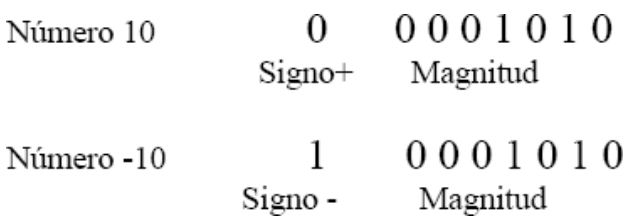 Número 10 0 0 0 0 1 0 1 0
Signo+ Magnitud
Número -10 1 0 0 0 1 0 1 0
Signo - Magnitud